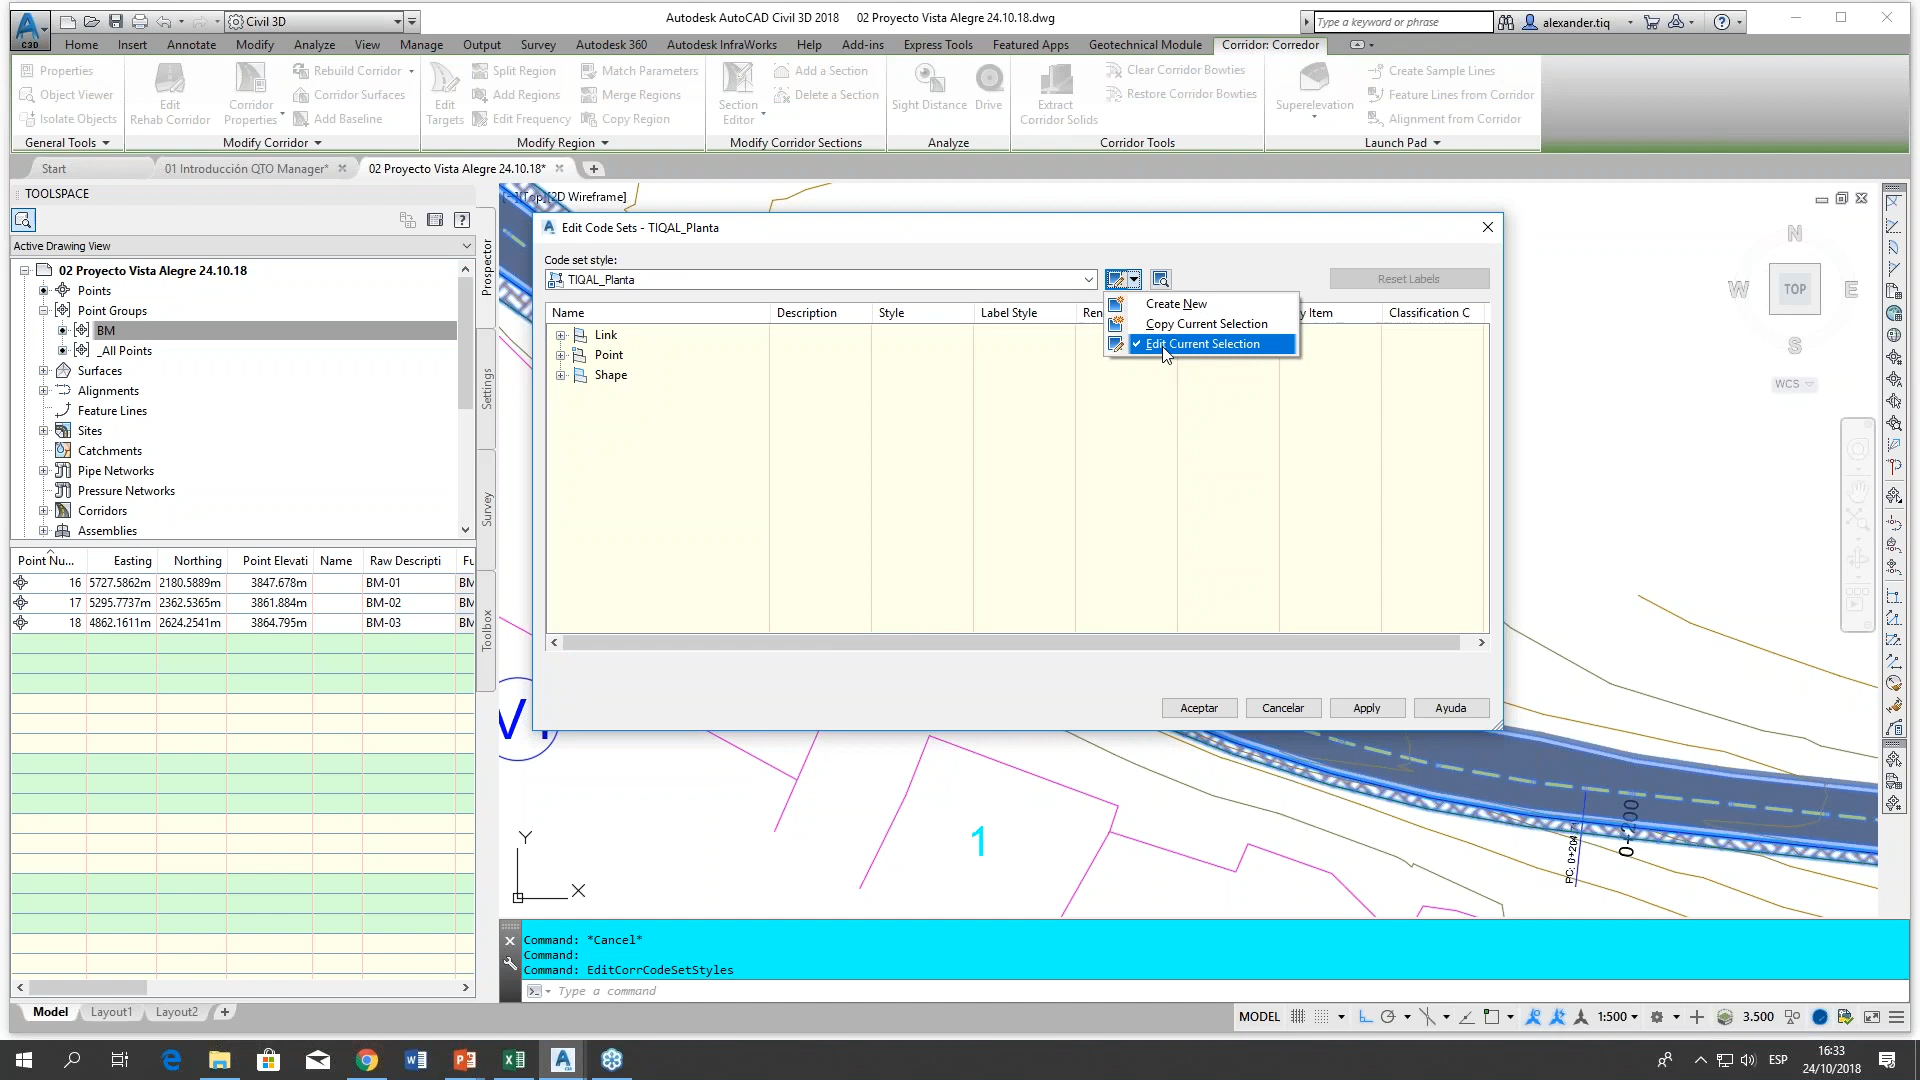 Civil 3D
Autodesk AutoCAD Civil 3D 2018 02 Proyecto Vista Alegre 24.10.18.dwg
Type a keyword or phrase
alexander.tiq
C3D
Home Insert Annotate Modify Analyze View Manage Output Survey Autodesk 360 Autodesk InfraWorks Help Add-ins Express Tools Featured Apps Geotechnical Module Corridor: Corredor
Properties
Object Viewer
Isolate Objects
General Tools
Edit
Rehab Corridor
Corridor
Properties
Rebuild Corridor
Corridor Surfaces
Add Baseline
Modify Corridor
Edit
Targets
Split Region
Add Regions
Edit Frequency
Match Parameters
Merge Regions
Copy Region
Modify Region
Section
Editor
Add a Section
Delete a Section
Modify Corridor Sections
Sight Distance
Drive
Analyze
Extract
Corridor Solids
Clear Corridor Bowties
Restore Corridor Bowties
Corridor Tools
Superelevation
Create Sample Lines
Feature Lines from Corridor
Alignment from Corridor
Launch Pad
Start
01 Introducción QTO Manager*
02 Proyecto Vista Alegre 24.10.18*
TOOLSPACE
Active Drawing View
02 Proyecto Vista Alegre 24.10.18
Points
Point Groups
BM
_All Points
Surfaces
Alignments
Feature Lines
Sites
Catchments
Pipe Networks
Pressure Networks
Corridors
Assemblies
Prospector
Settings
Survey
Toolbox
Point Nu... Easting Northing Point Elevati Name Raw Descripti Fu
16 5727.5862m 2180.5889m 3847.678m BM-01 BM
17 5295.7737m 2362.5365m 3861.884m BM-02 BM
18 4862.1611m 2624.2541m 3864.795m BM-03 BM
[−][Top][2D Wireframe]
Edit Code Sets - TIQAL_Planta
Code set style:
TIQAL_Planta
Reset Labels
Name Description Style Label Style Ren y Item Classification C
Link
Point
Shape
Create New
Copy Current Selection
Edit Current Selection
Aceptar Cancelar Apply Ayuda
N
W TOP E
S
WCS
1
0+200
PC: 0+204
Y
X
Command: *Cancel*
Command:
Command: EditCorrCodeSetStyles
Type a command
Model Layout1 Layout2
MODEL 1:500 3.500
ESP
16:33
24/10/2018